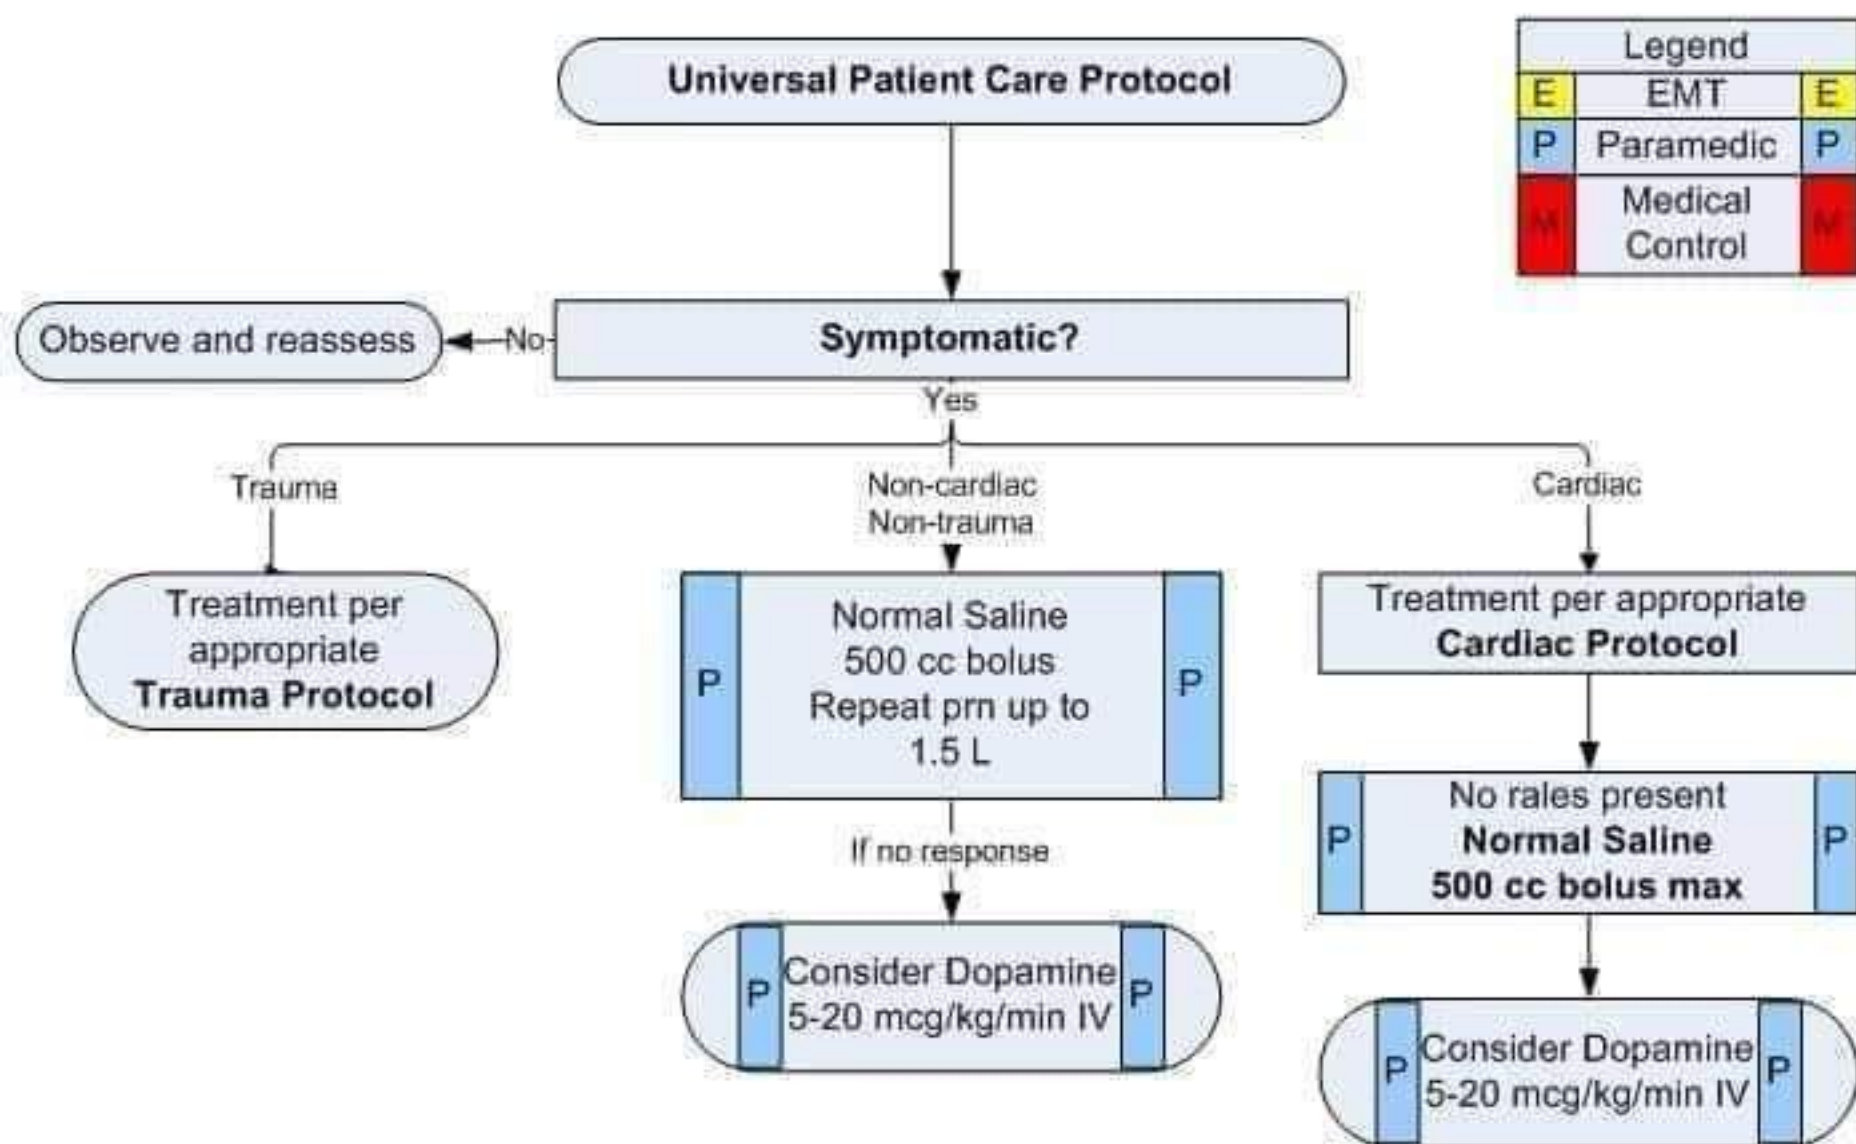 Universal Patient Care Protocol
Legend
E EMT E
P Paramedic P
M Medical M
Control
Observe and reassess
No
Symptomatic?
Yes
Trauma
Non-cardiac
Non-trauma
Cardiac
Treatment per
appropriate
Trauma Protocol
P
Normal Saline
500 cc bolus
Repeat prn up to
1.5 L
P
Treatment per appropriate
Cardiac Protocol
If no response
P
No rales present
Normal Saline
500 cc bolus max
P
P
Consider Dopamine
5-20 mcg/kg/min IV
P
P
Consider Dopamine
5-20 mcg/kg/min IV
P